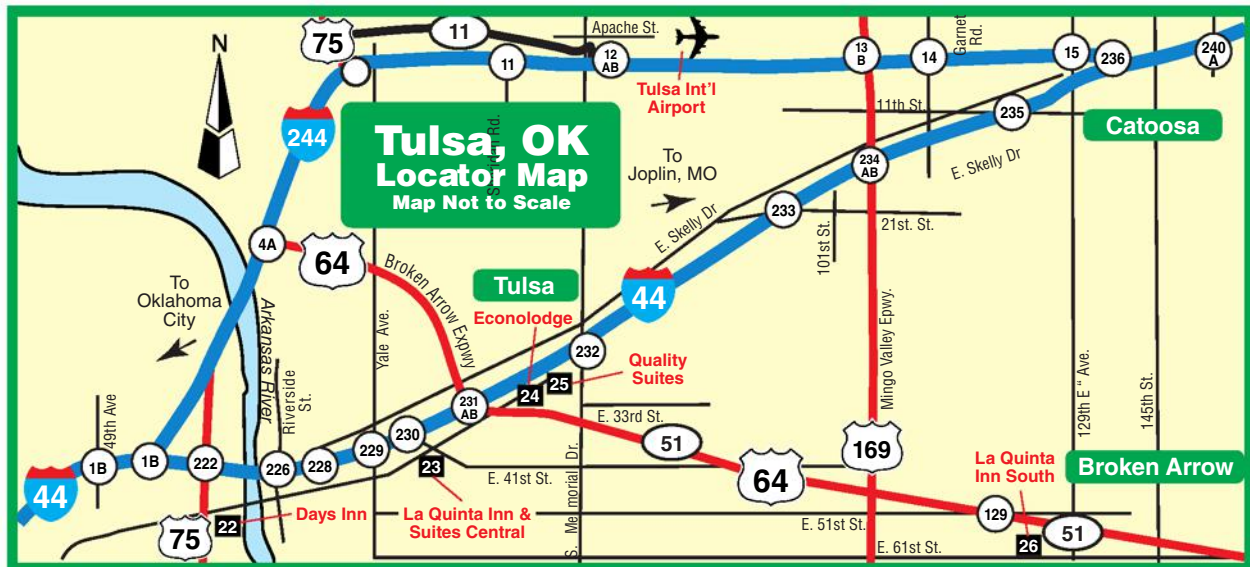 75
11
Apache St.
N
11
12
AB
13
B
14
Garnet
Rd.
15
236
240
A
Tulsa Int'l
Airport
244
Tulsa, OK
Locator Map
Map Not to Scale
Sheridan Rd.
11th St.
235
Catoosa
To
Joplin, MO
234
AB
E. Skelly Dr
E. Skelly Dr
233
21st. St.
101st St.
4A
64
Broken Arrow Expwy
To
Oklahoma
City
Arkansas River
Tulsa
44
Econolodge
Yale Ave.
Mingo Valley Epwy.
232
Quality
Suites
24
25
231
AB
E. 33rd St.
129th E " Ave.
145th St.
49th Ave
Riverside
St.
230
51
169
1B
1B
222
226
228
229
23
E. 41st St.
S. Memorial Dr.
64
La Quinta
Inn South
Broken Arrow
44
75
22
Days Inn
La Quinta Inn &
Suites Central
E. 51st St.
129
51
E. 61st St.
26